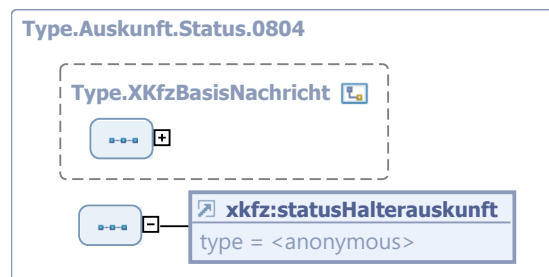 Type.Auskunft.Status.0804
Type.XKfzBasisNachricht
xkfz:statusHalterauskunft
type = <anonymous>